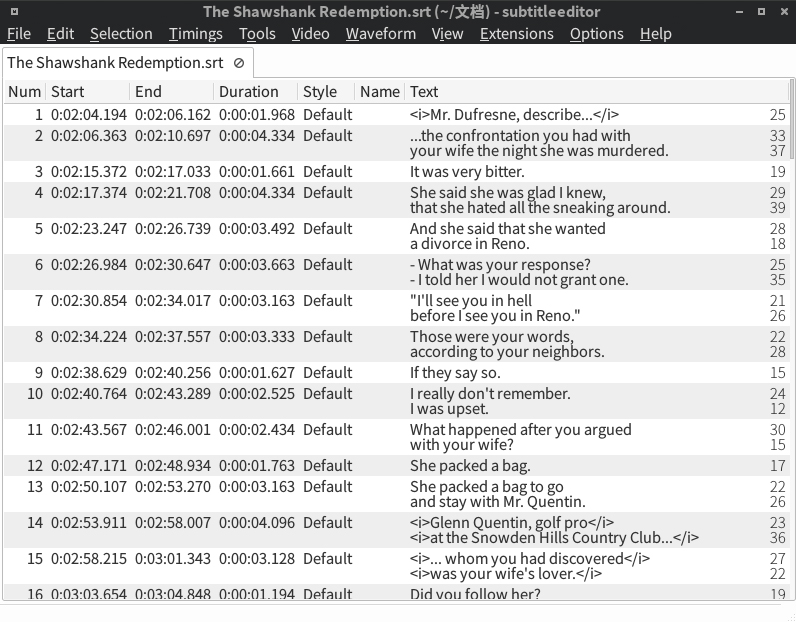 The Shawshank Redemption.srt (~/文档) - subtitleeditor
File Edit Selection Timings Tools Video Waveform View Extensions Options Help
The Shawshank Redemption.srt
Num Start End Duration Style Name Text
1 0:02:04.194 0:02:06.162 0:00:01.968 Default <i>Mr. Dufresne, describe...</i> 25
2 0:02:06.363 0:02:10.697 0:00:04.334 Default ...the confrontation you had with 33
your wife the night she was murdered. 37
3 0:02:15.372 0:02:17.033 0:00:01.661 Default It was very bitter. 19
4 0:02:17.374 0:02:21.708 0:00:04.334 Default She said she was glad I knew, 29
that she hated all the sneaking around. 39
5 0:02:23.247 0:02:26.739 0:00:03.492 Default And she said that she wanted 28
a divorce in Reno. 18
6 0:02:26.984 0:02:30.647 0:00:03.663 Default - What was your response? 25
- I told her I would not grant one. 35
7 0:02:30.854 0:02:34.017 0:00:03.163 Default "I'll see you in hell 21
before I see you in Reno." 26
8 0:02:34.224 0:02:37.557 0:00:03.333 Default Those were your words, 22
according to your neighbors. 28
9 0:02:38.629 0:02:40.256 0:00:01.627 Default If they say so. 15
10 0:02:40.764 0:02:43.289 0:00:02.525 Default I really don't remember. 24
I was upset. 12
11 0:02:43.567 0:02:46.001 0:00:02.434 Default What happened after you argued 30
with your wife? 15
12 0:02:47.171 0:02:48.934 0:00:01.763 Default She packed a bag. 17
13 0:02:50.107 0:02:53.270 0:00:03.163 Default She packed a bag to go 22
and stay with Mr. Quentin. 26
14 0:02:53.911 0:02:58.007 0:00:04.096 Default <i>Glenn Quentin, golf pro</i> 23
<i>at the Snowden Hills Country Club...</i> 36
15 0:02:58.215 0:03:01.343 0:00:03.128 Default <i>... whom you had discovered</i> 27
<i>was your wife's lover.</i> 22
16 0:03:03.654 0:03:04.848 0:00:01.194 Default Did you follow her? 19